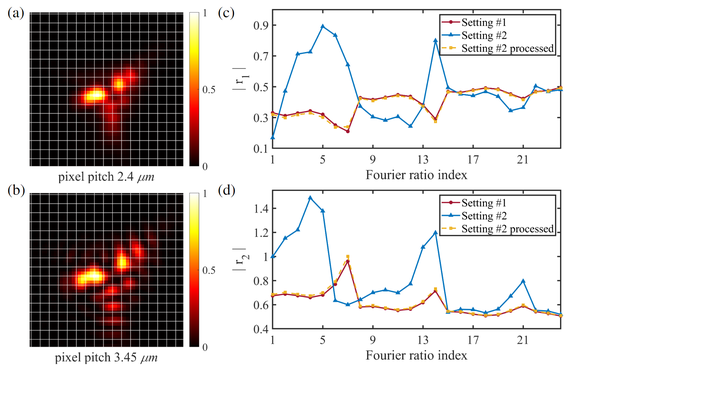 (a)
1
0.5
0
pixel pitch 2.4 μm
(b)
1
0.5
0
pixel pitch 3.45 μm
(c)
| r1 |
0.9
0.7
0.5
0.3
0.1
1 5 9 13 17 21
Fourier ratio index
Setting #1
Setting #2
Setting #2 processed
(d)
| r2 |
1.4
1.2
1
0.8
0.6
0.4
1 5 9 13 17 21
Fourier ratio index
Setting #1
Setting #2
Setting #2 processed